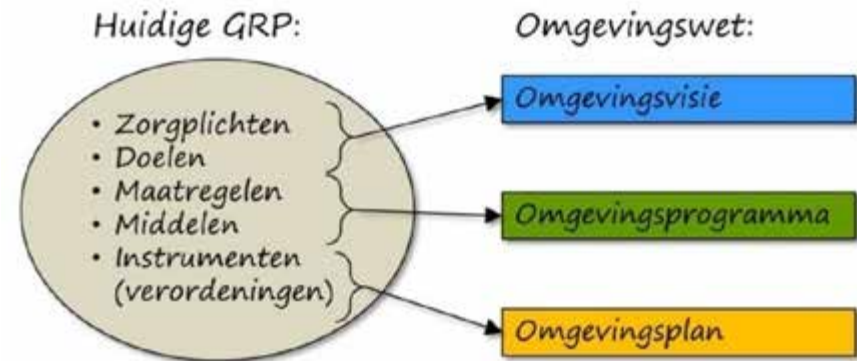 Huidige GRP:
• Zorgplichten
• Doelen
• Maatregelen
• Middelen
• Instrumenten
(verordeningen)
Omgevingswet:
Omgevingsvisie
Omgevingsprogramma
Omgevingsplan